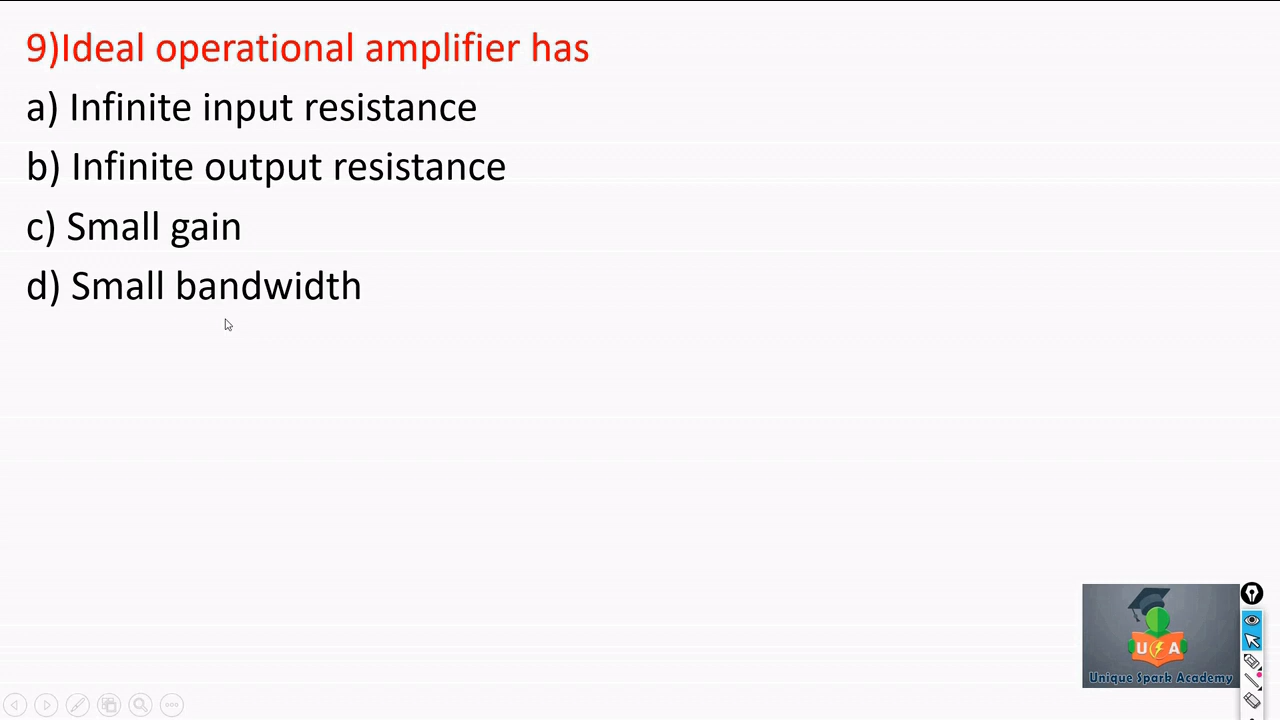 9)Ideal operational amplifier has
a) Infinite input resistance
b) Infinite output resistance
c) Small gain
d) Small bandwidth
U A
Unique Spark Academy